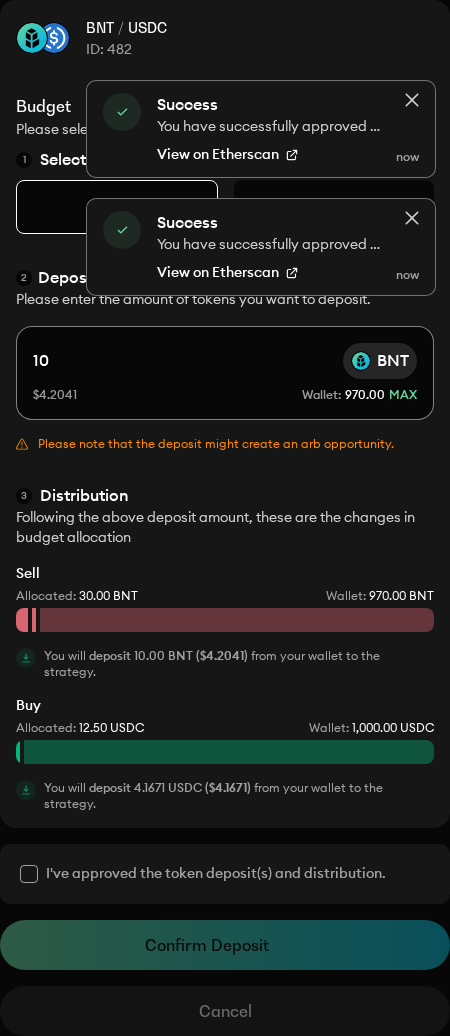 BNT / USDC
ID: 482
Budget
Please sele
1 Select
Success
You have successfully approved ...
View on Etherscan
now
Success
You have successfully approved ...
View on Etherscan
now
2 Depos
Please enter the amount of tokens you want to deposit.
10 BNT
$4.2041 Wallet: 970.00 MAX
Please note that the deposit might create an arb opportunity.
3 Distribution
Following the above deposit amount, these are the changes in
budget allocation
Sell
Allocated: 30.00 BNT Wallet: 970.00 BNT
You will deposit 10.00 BNT ($4.2041) from your wallet to the
strategy.
Buy
Allocated: 12.50 USDC Wallet: 1,000.00 USDC
You will deposit 4.1671 USDC ($4.1671) from your wallet to the
strategy.
I've approved the token deposit(s) and distribution.
Confirm Deposit
Cancel